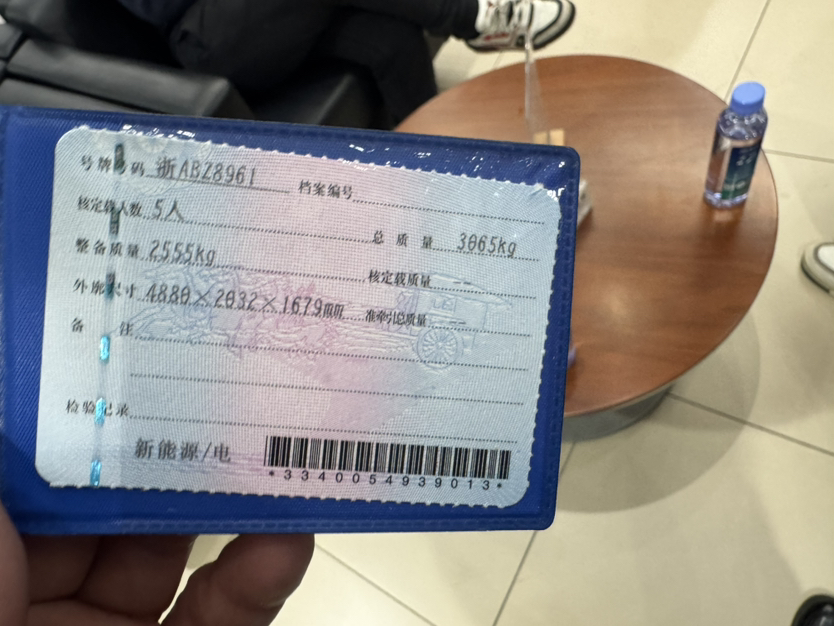 号牌号码 浙ABZ8961 档案编号
核定载人数 5人 总质量 3065kg
整备质量 2555kg 核定载质量 --
外廓尺寸 4880×2032×1679mm 准牵引总质量 --
备注
检验记录
新能源/电
*3340054939013*